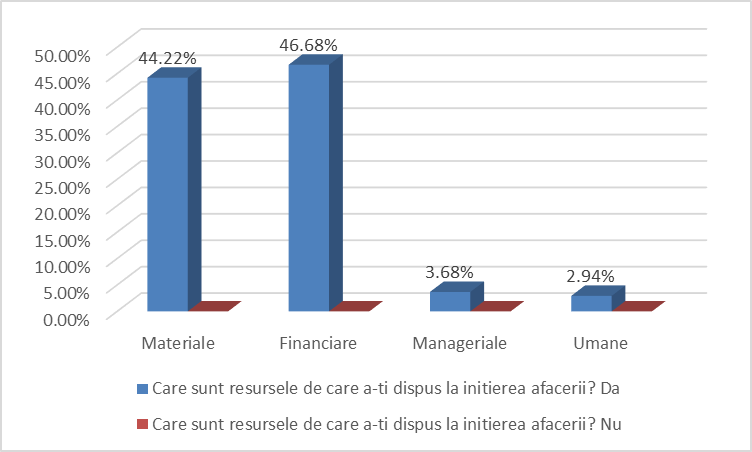 50.00%
45.00%
40.00%
35.00%
30.00%
25.00%
20.00%
15.00%
10.00%
5.00%
0.00%
44.22%
46.68%
3.68%
2.94%
Materiale
Financiare
Manageriale
Umane
Care sunt resursele de care a-ti dispus la initierea afacerii? Da
Care sunt resursele de care a-ti dispus la initierea afacerii? Nu